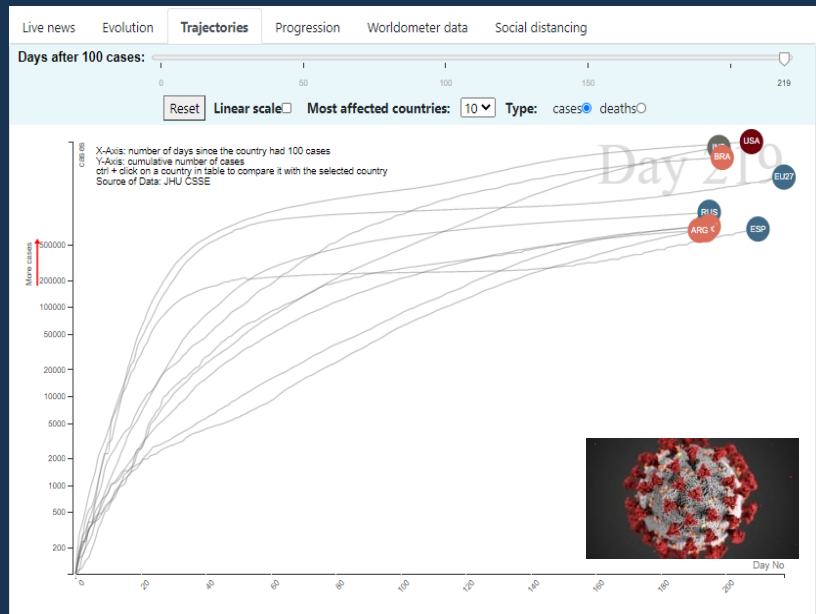 Live news Evolution Trajectories Progression Worldometer data Social distancing
Days after 100 cases:
0 50 100 150 219
Reset Linear scale Most affected countries: 10 Type: cases deaths
cases
X-Axis: number of days since the country had 100 cases
Y-Axis: cumulative number of cases
ctrl + click on a country in table to compare it with the selected country
Source of Data: JHU CSSE
Day 219
USA
BRA
EU27
RUS
ARG
ESP
More cases
500000
200000
100000
50000
20000
10000
5000
2000
1000
500
200
Day No
0 20 40 60 80 100 120 140 160 180 200